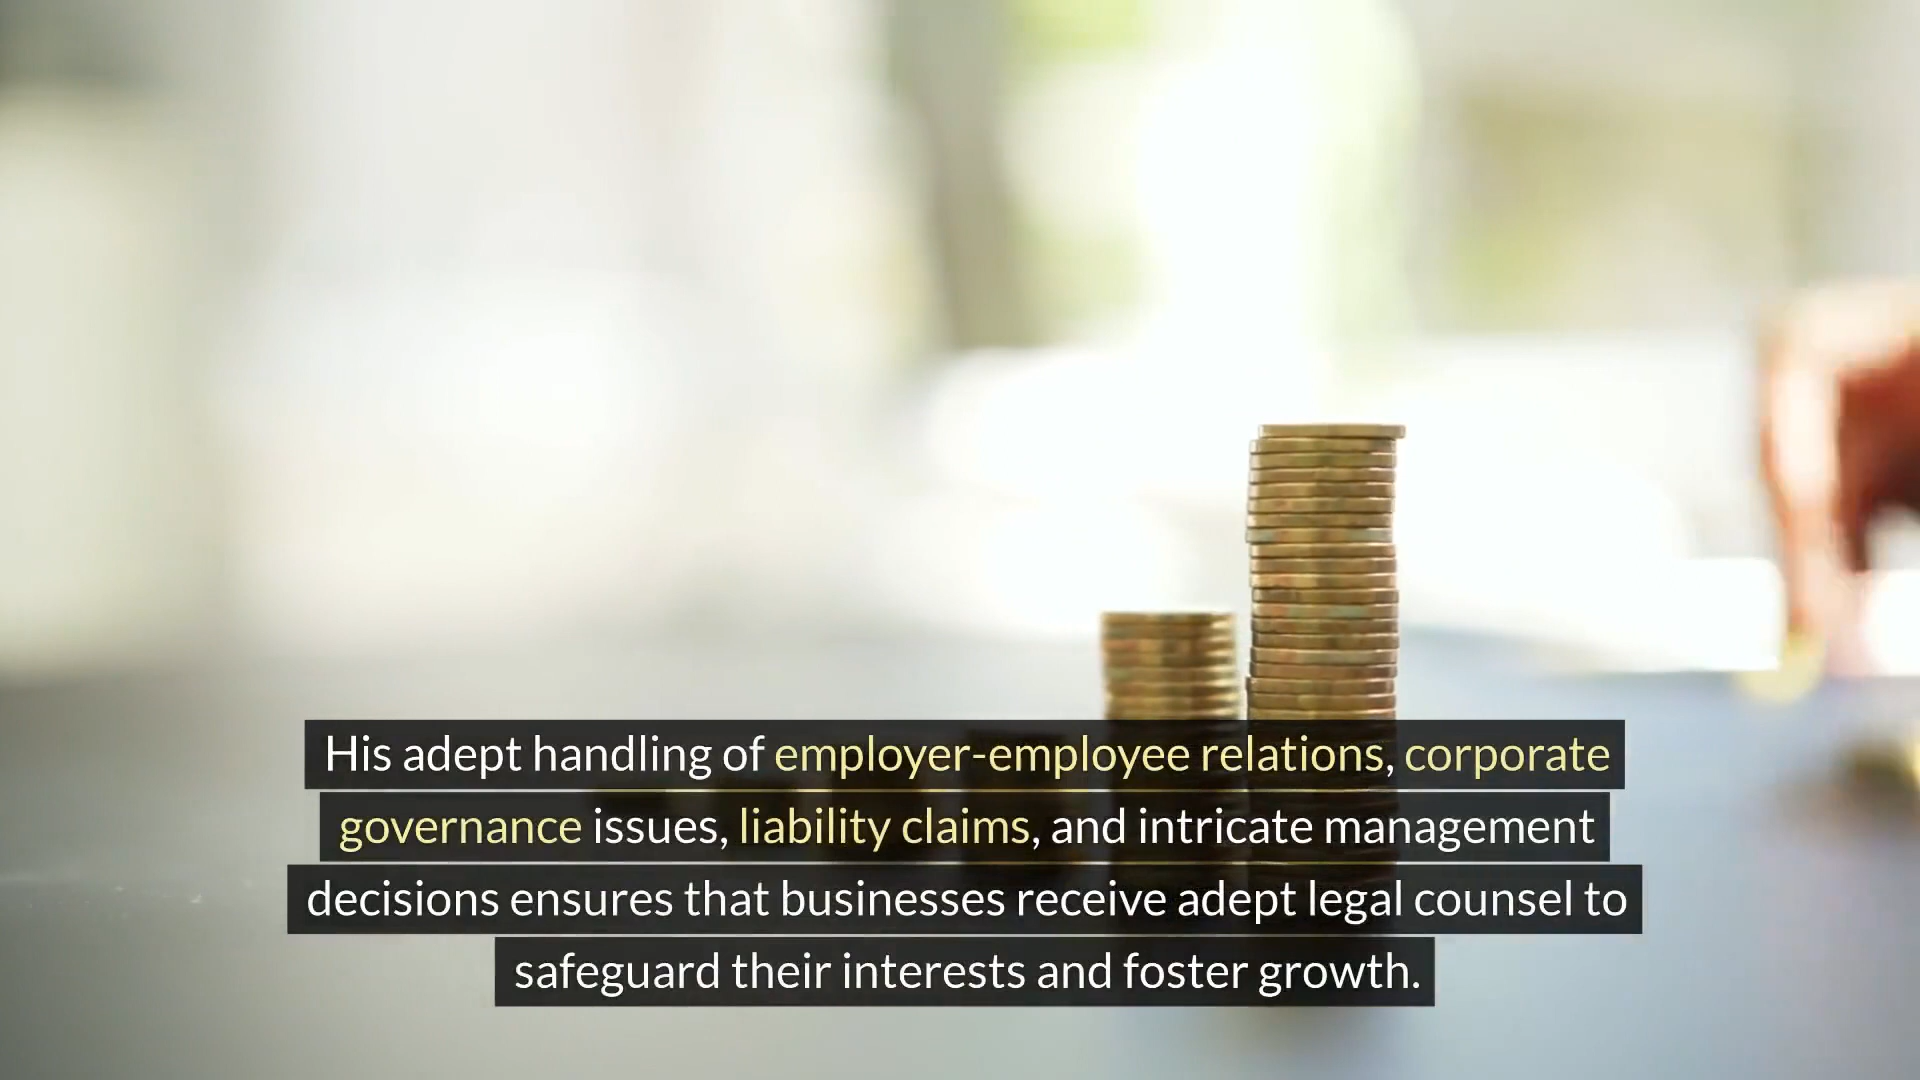 His adept handling of employer-employee relations, corporate
governance issues, liability claims, and intricate management
decisions ensures that businesses receive adept legal counsel to
safeguard their interests and foster growth.